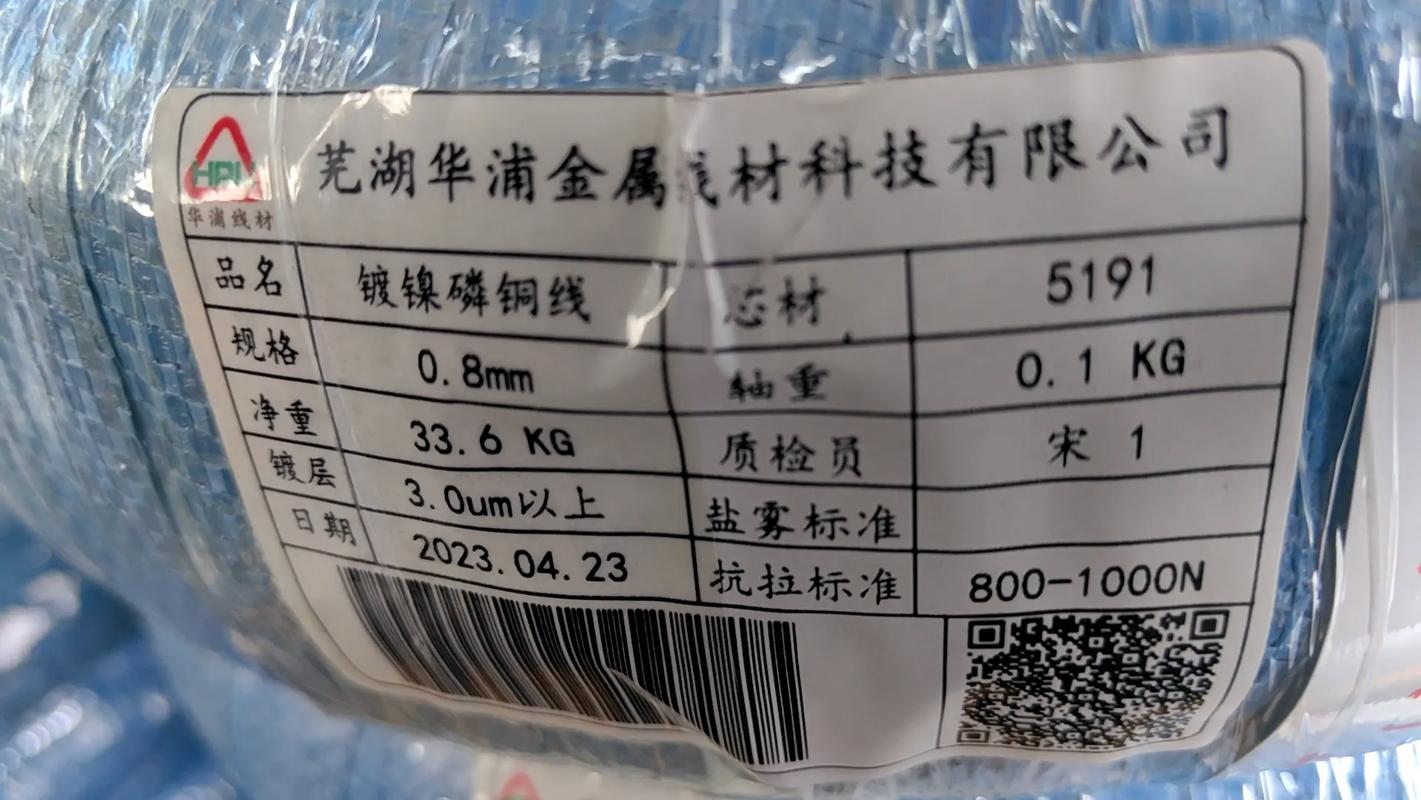 HPU
华浦线材
芜湖华浦金属线材科技有限公司
品名 镀镍磷铜线 芯材 5191
规格 0.8mm 轴重 0.1 KG
净重 33.6 KG 质检员 宋 1
镀层 3.0um以上 盐雾标准
日期 2023.04.23 抗拉标准 800-1000N